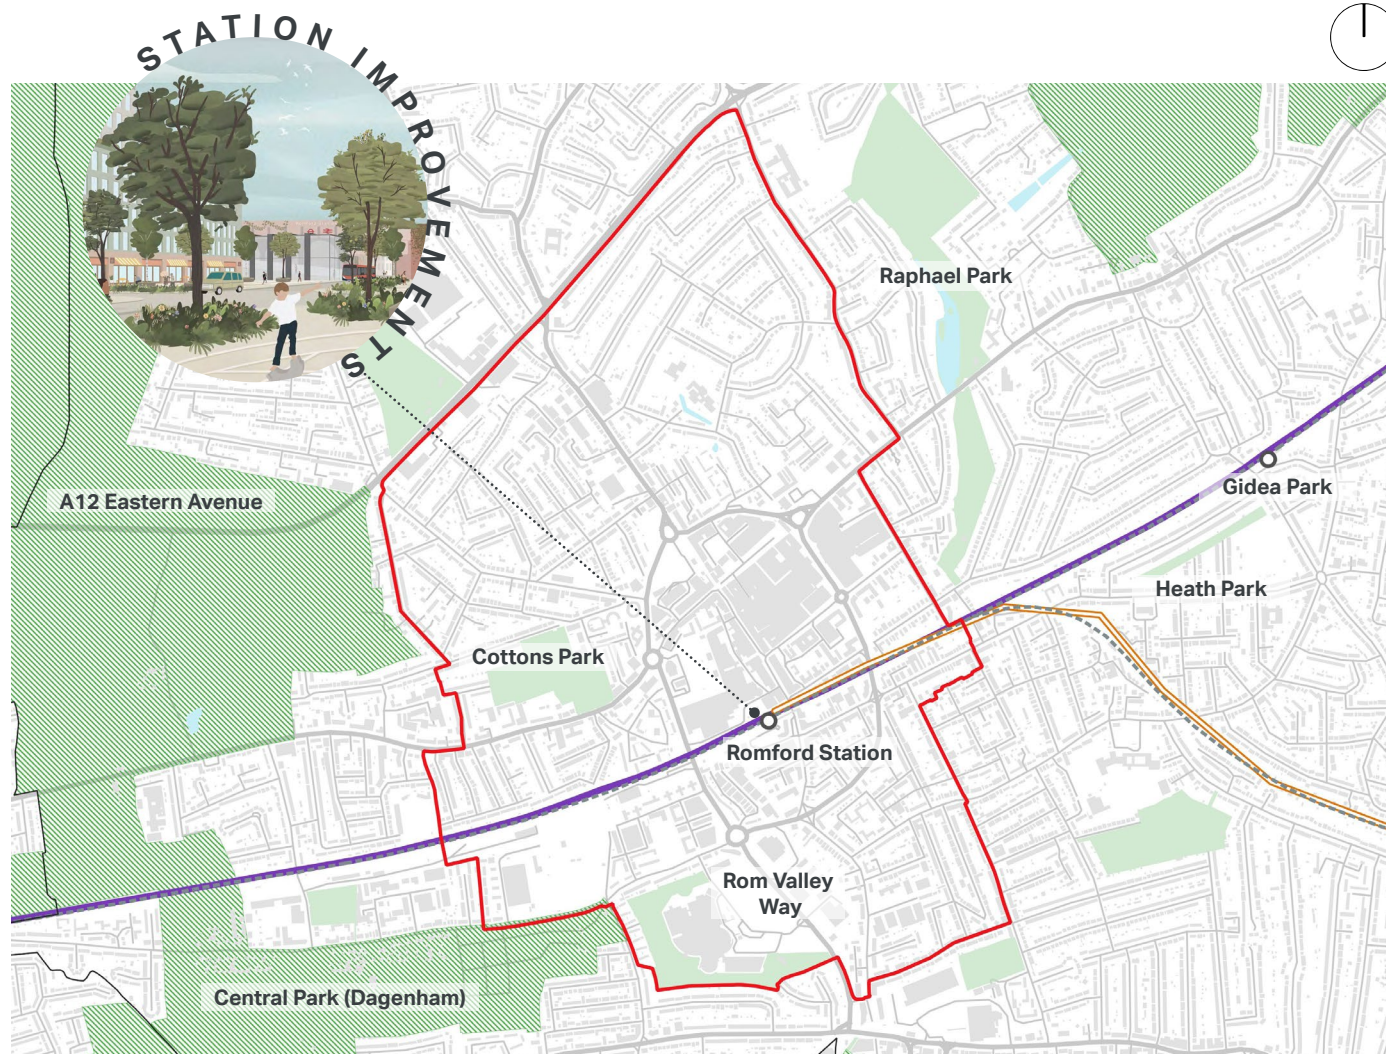 STATION IMPROVEMENTS
Raphael Park
A12 Eastern Avenue
Gidea Park
Heath Park
Cottons Park
Romford Station
Rom Valley
Way
Central Park (Dagenham)